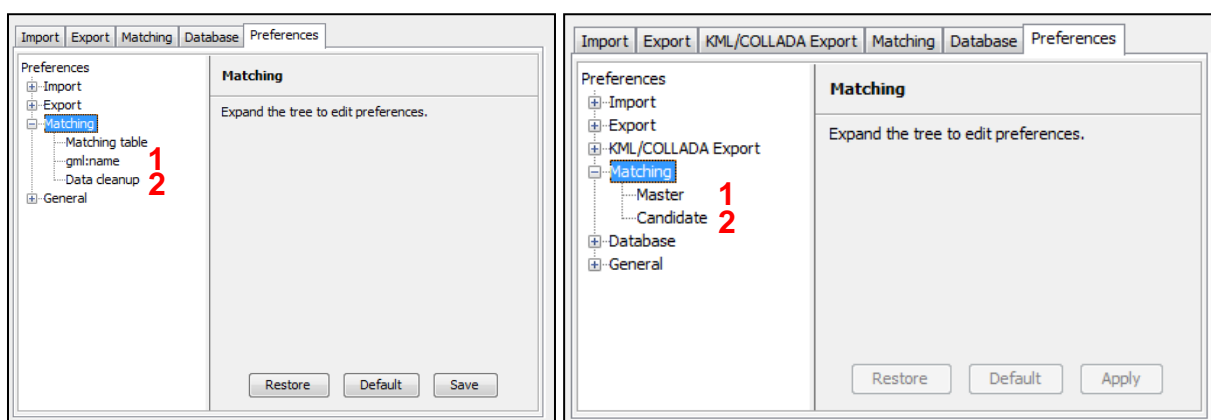 Import Export Matching Database Preferences
Preferences
Import
Export
Matching
Matching table
gml:name 1
Data cleanup 2
General
Matching
Expand the tree to edit preferences.
Restore Default Save
Import Export KML/COLLADA Export Matching Database Preferences
Preferences
Import
Export
KML/COLLADA Export
Matching
Master 1
Candidate 2
Database
General
Matching
Expand the tree to edit preferences.
Restore Default Apply